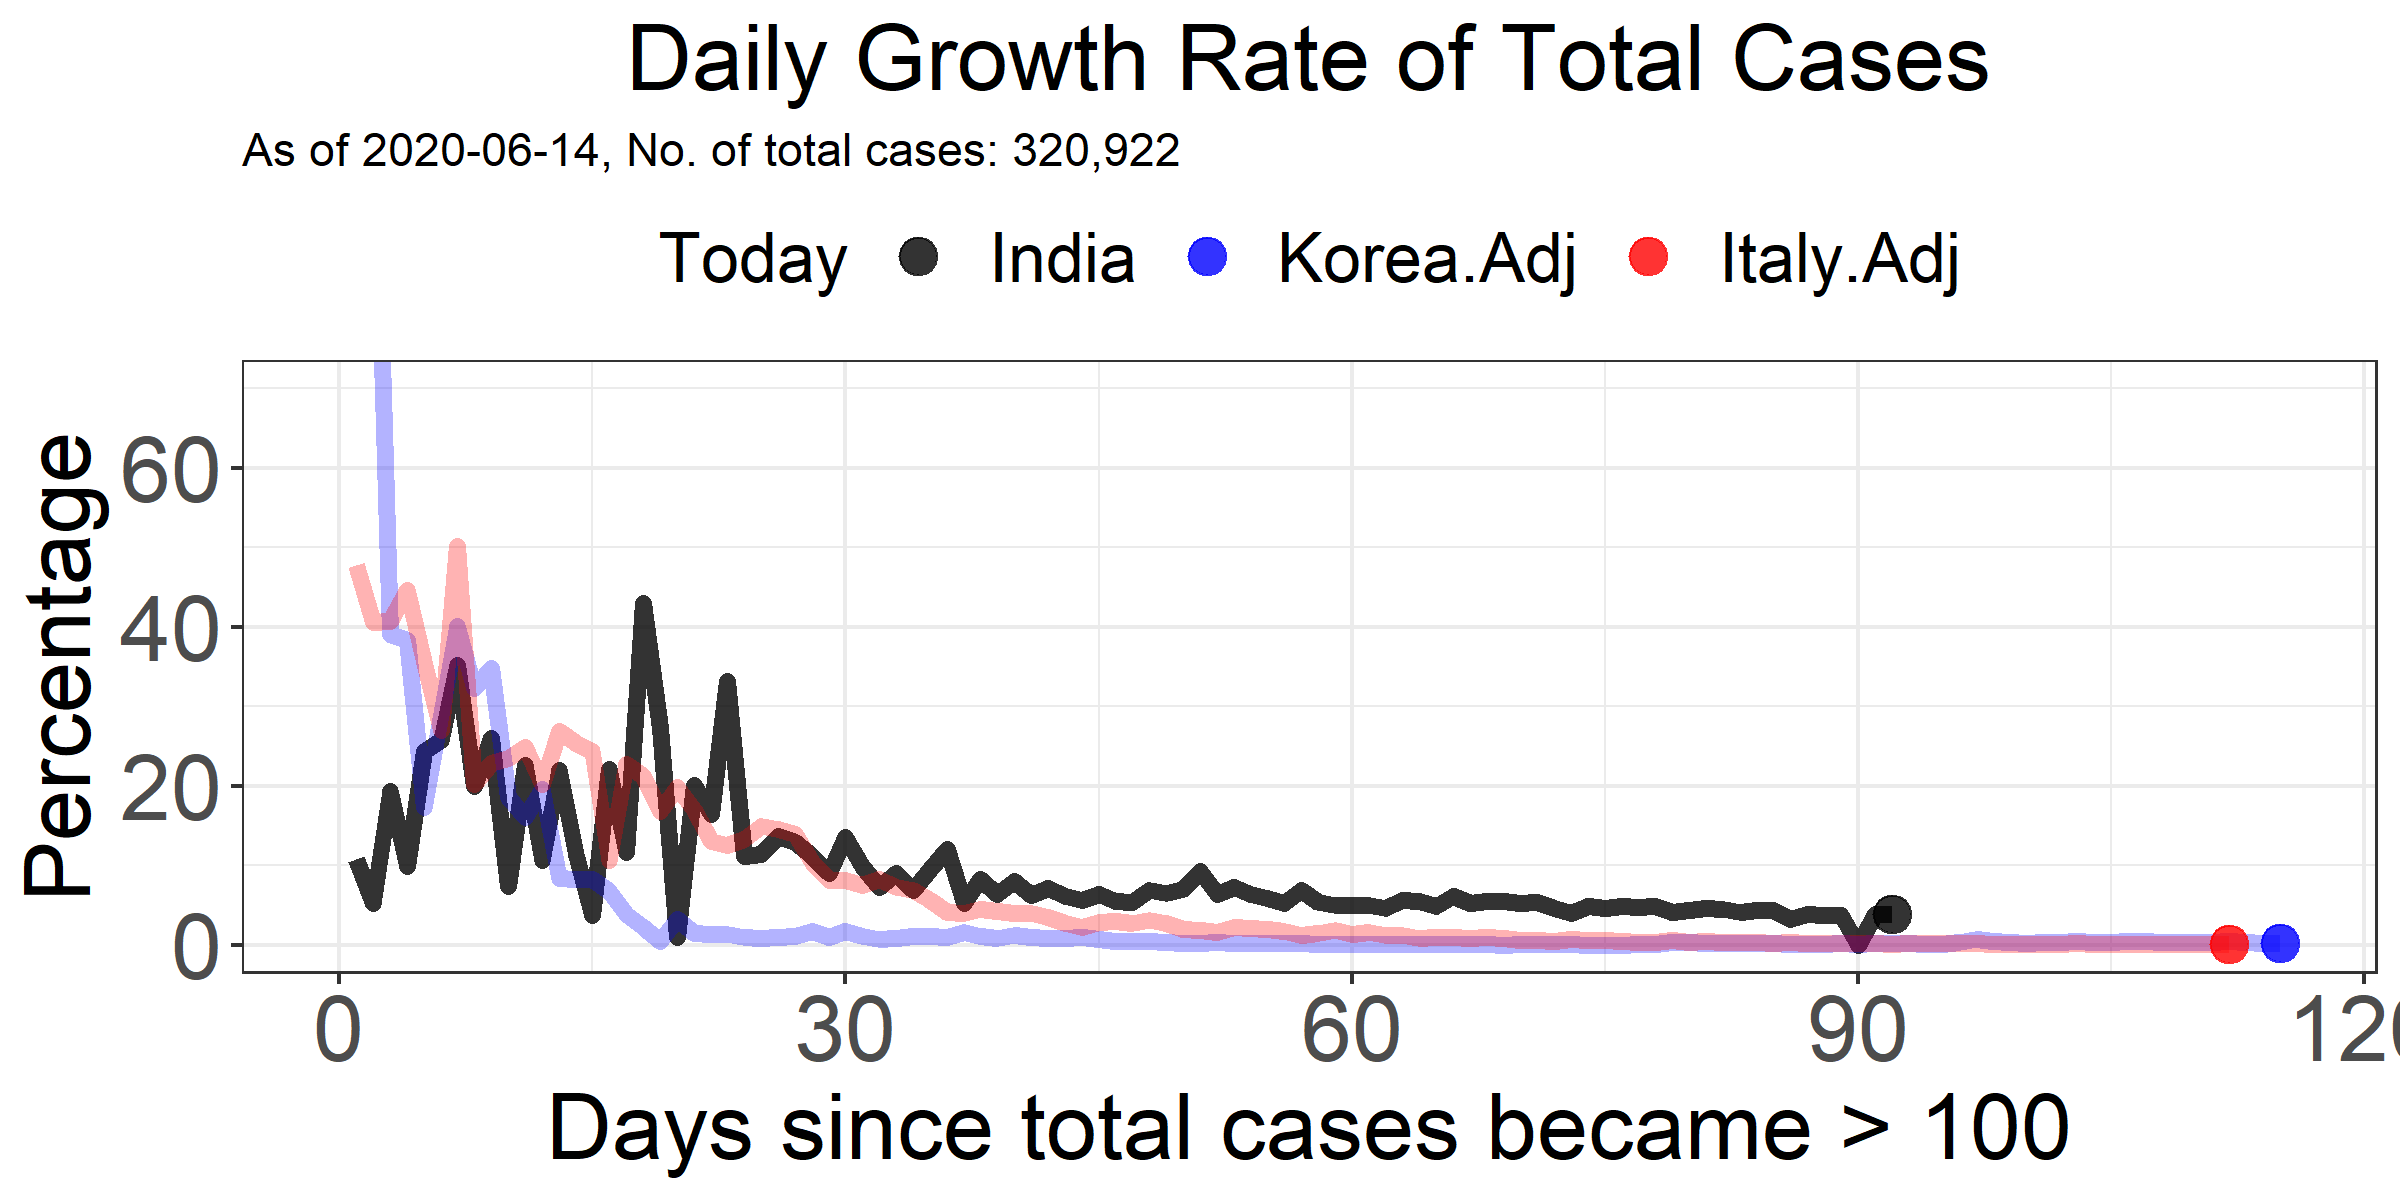 Daily Growth Rate of Total Cases
As of 2020-06-14, No. of total cases: 320,922
Today India Korea.Adj Italy.Adj
Percentage
60
40
20
0
0 30 60 90 120
Days since total cases became > 100